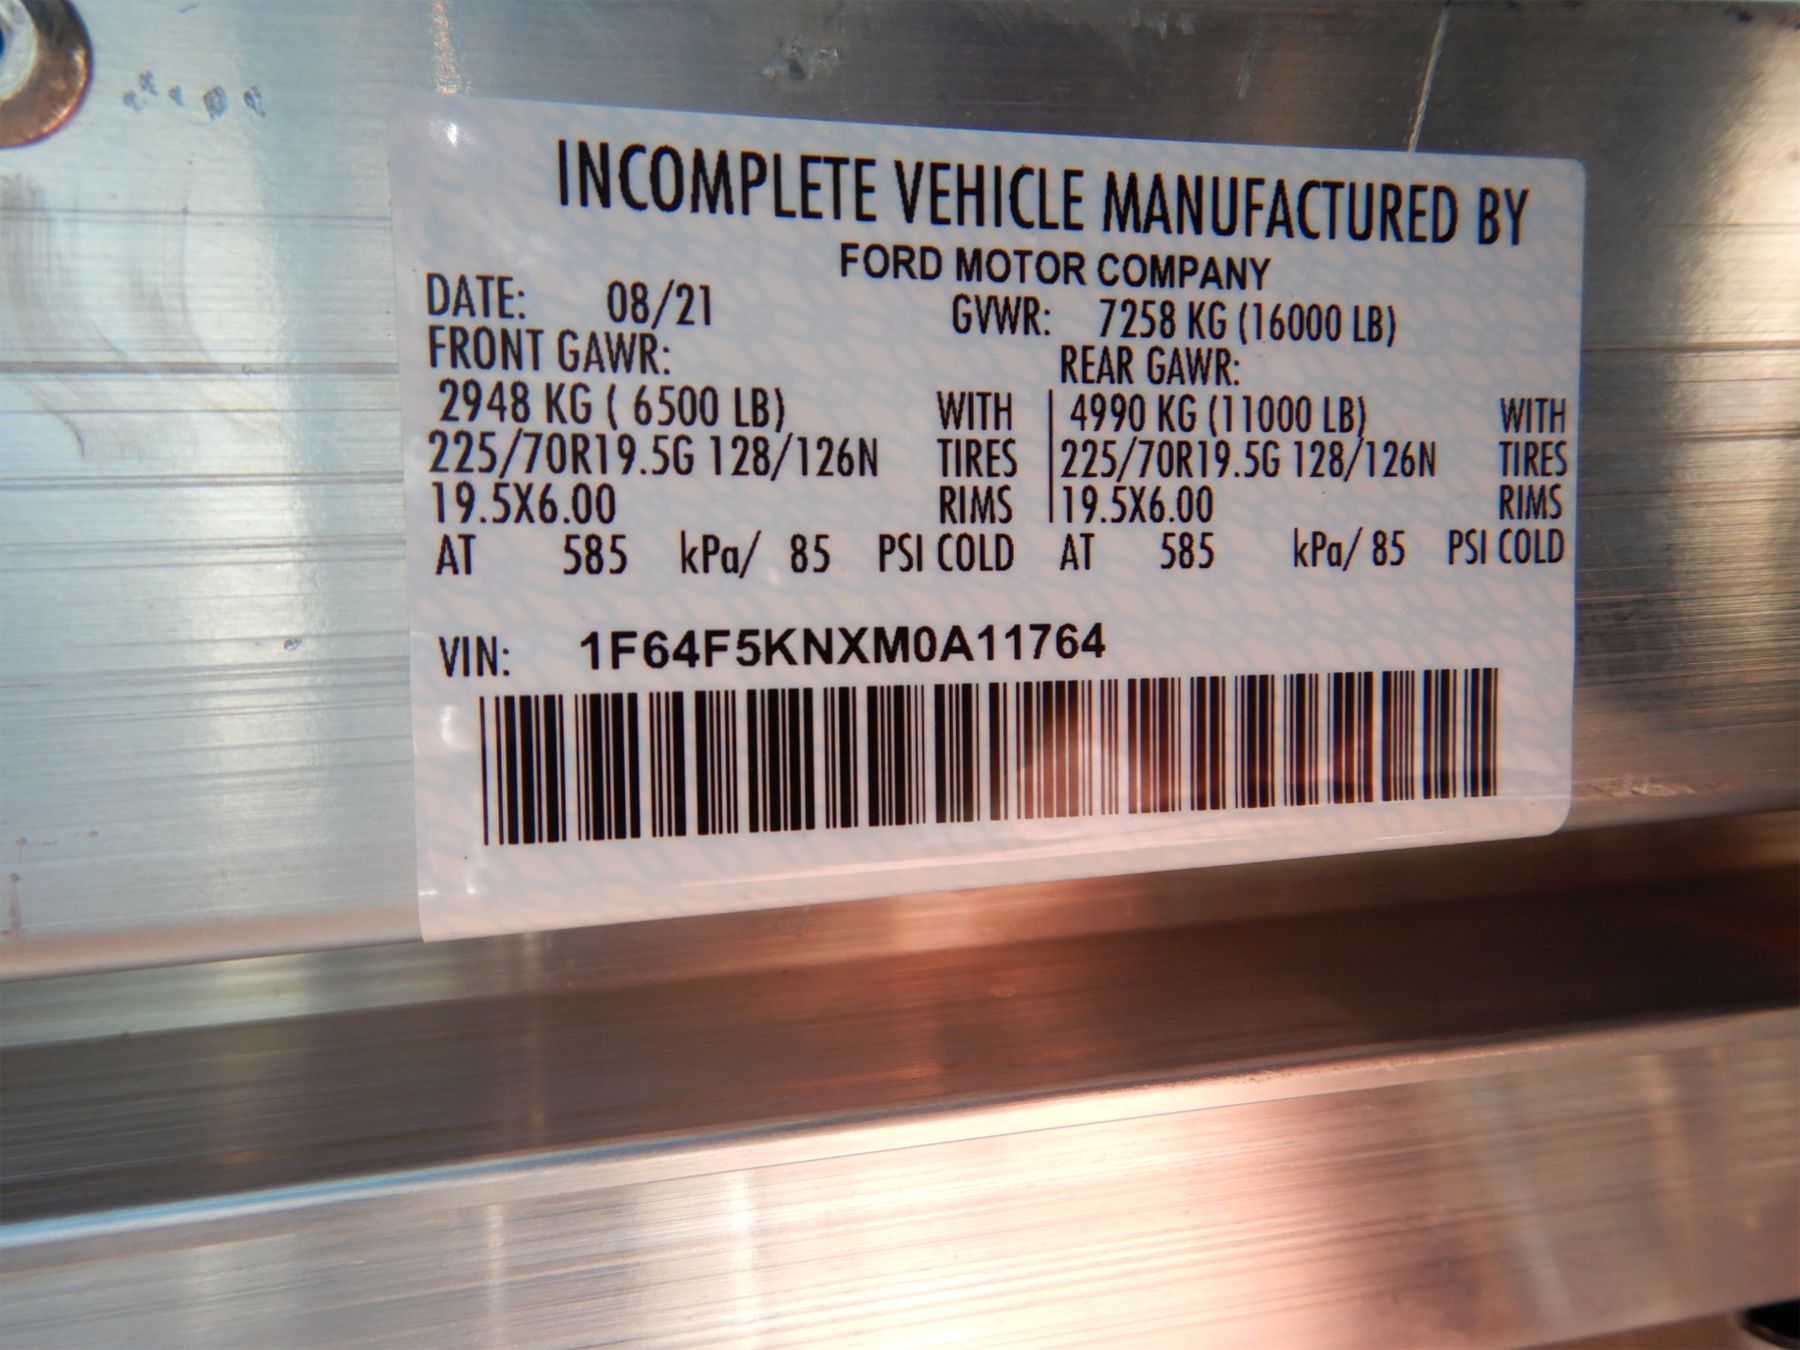 INCOMPLETE VEHICLE MANUFACTURED BY
FORD MOTOR COMPANY
DATE: 08/21 GVWR: 7258 KG (16000 LB)
FRONT GAWR: REAR GAWR:
2948 KG ( 6500 LB) WITH 4990 KG (11000 LB) WITH
225/70R19.5G 128/126N TIRES 225/70R19.5G 128/126N TIRES
19.5X6.00 RIMS 19.5X6.00 RIMS
AT 585 kPa/ 85 PSI COLD AT 585 kPa/ 85 PSI COLD
VIN: 1F64F5KNXM0A11764